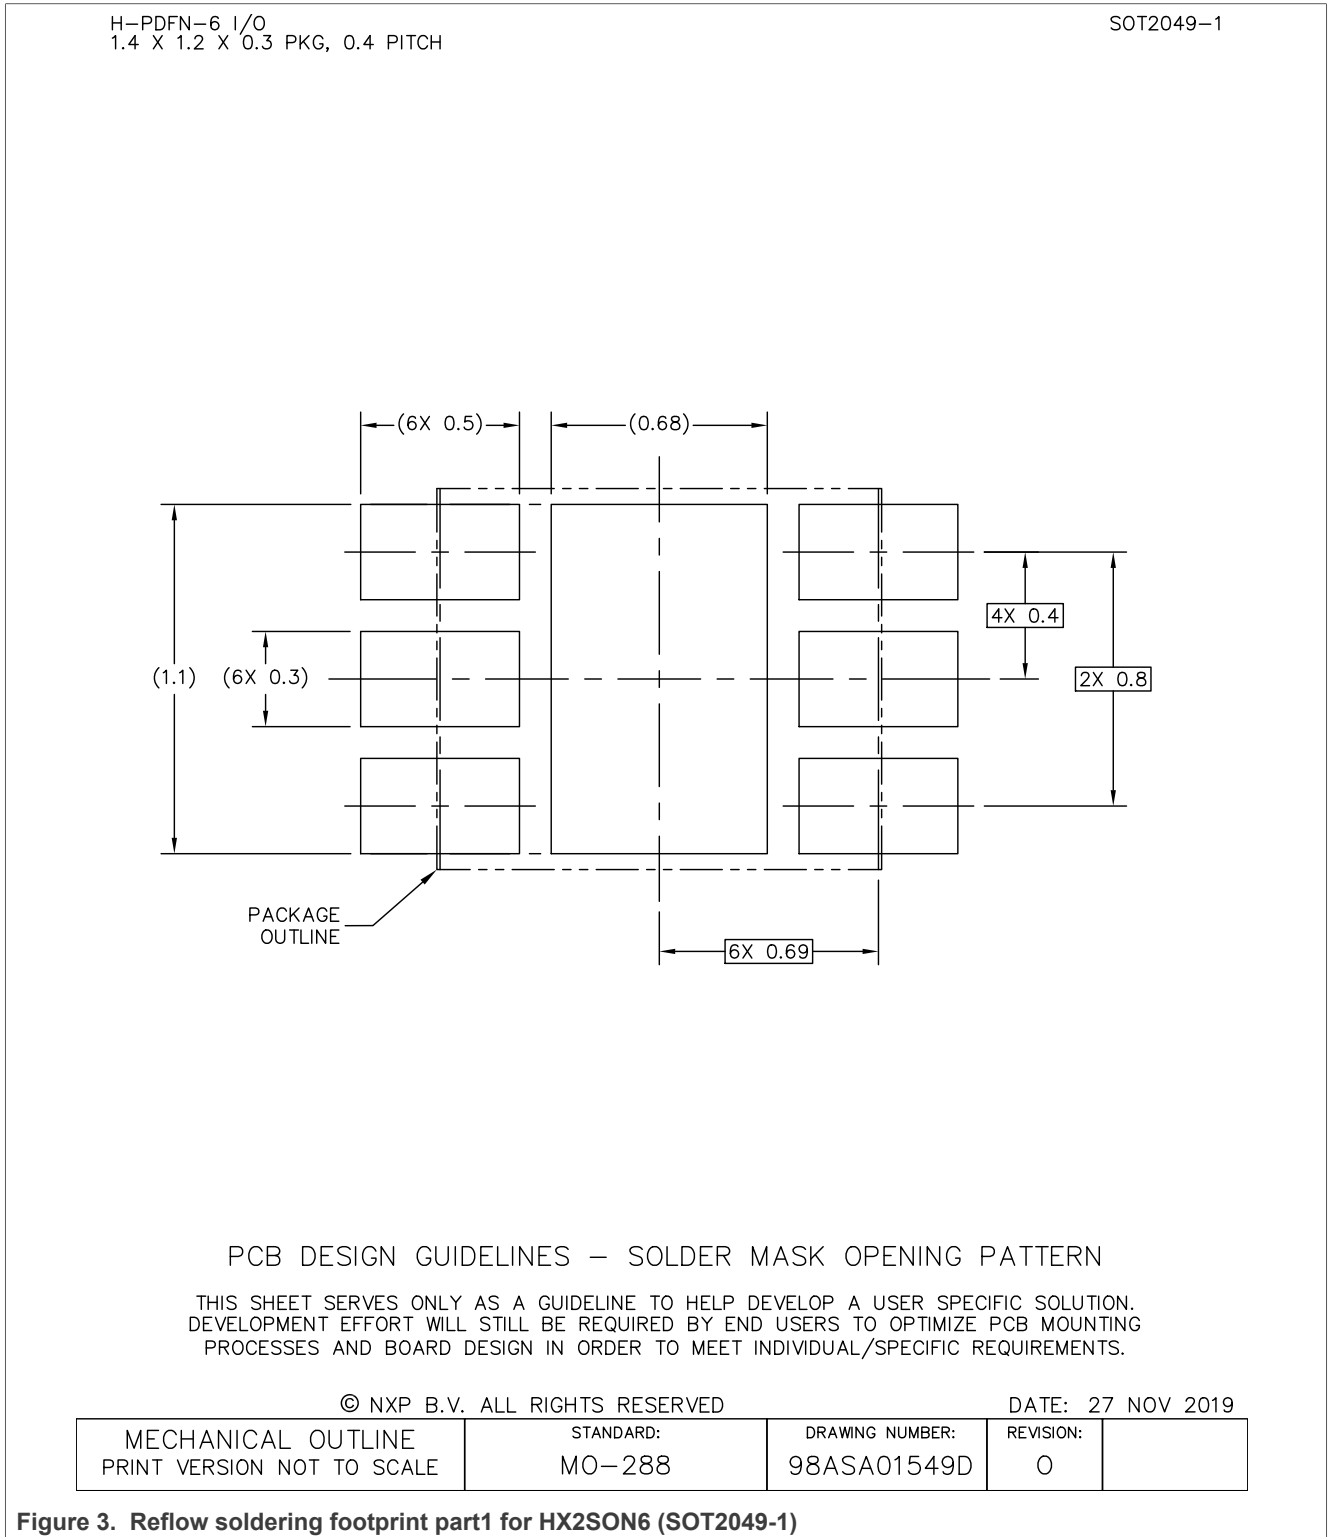 H-PDFN-6 I/O
1.4 X 1.2 X 0.3 PKG, 0.4 PITCH
SOT2049-1
(6X 0.5)
(0.68)
4X 0.4
(1.1)
(6X 0.3)
2X 0.8
PACKAGE
OUTLINE
6X 0.69
PCB DESIGN GUIDELINES - SOLDER MASK OPENING PATTERN
THIS SHEET SERVES ONLY AS A GUIDELINE TO HELP DEVELOP A USER SPECIFIC SOLUTION.
DEVELOPMENT EFFORT WILL STILL BE REQUIRED BY END USERS TO OPTIMIZE PCB MOUNTING
PROCESSES AND BOARD DESIGN IN ORDER TO MEET INDIVIDUAL/SPECIFIC REQUIREMENTS.
© NXP B.V. ALL RIGHTS RESERVED
DATE: 27 NOV 2019
MECHANICAL OUTLINE
PRINT VERSION NOT TO SCALE
STANDARD:
MO-288
DRAWING NUMBER:
98ASA01549D
REVISION:
O
Figure 3. Reflow soldering footprint part1 for HX2SON6 (SOT2049-1)